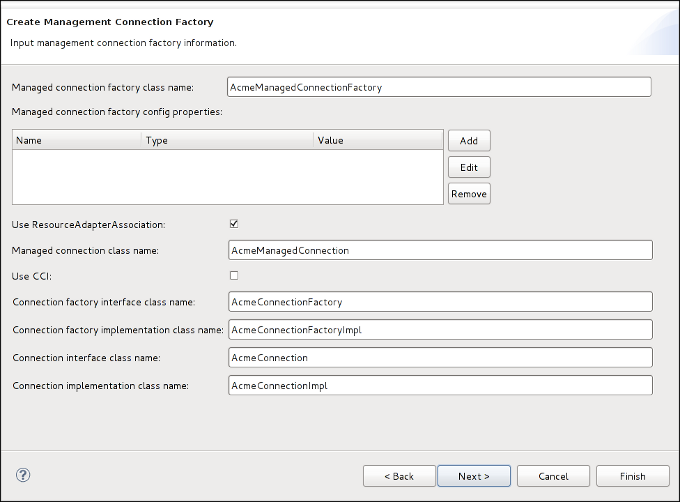 Create Management Connection Factory
Input management connection factory information.
Managed connection factory class name: AcmeManagedConnectionFactory
Managed connection factory config properties:
Name Type Value
Add
Edit
Remove
Use ResourceAdapterAssociation:
Managed connection class name: AcmeManagedConnection
Use CCI:
Connection factory interface class name: AcmeConnectionFactory
Connection factory implementation class name: AcmeConnectionFactoryImpl
Connection interface class name: AcmeConnection
Connection implementation class name: AcmeConnectionImpl
? < Back Next > Cancel Finish